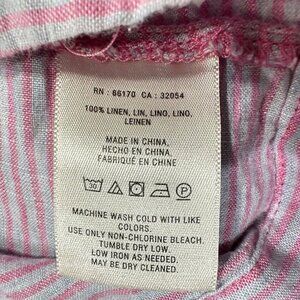 RN : 66170 CA : 32054
100% LINEN, LIN, LINO, LINO,
LEINEN
MADE IN CHINA,
HECHO EN CHINA,
FABRIQUÉ EN CHINE
30 P
MACHINE WASH COLD WITH LIKE
COLORS.
USE ONLY NON-CHLORINE BLEACH.
TUMBLE DRY LOW.
LOW IRON AS NEEDED.
MAY BE DRY CLEANED.